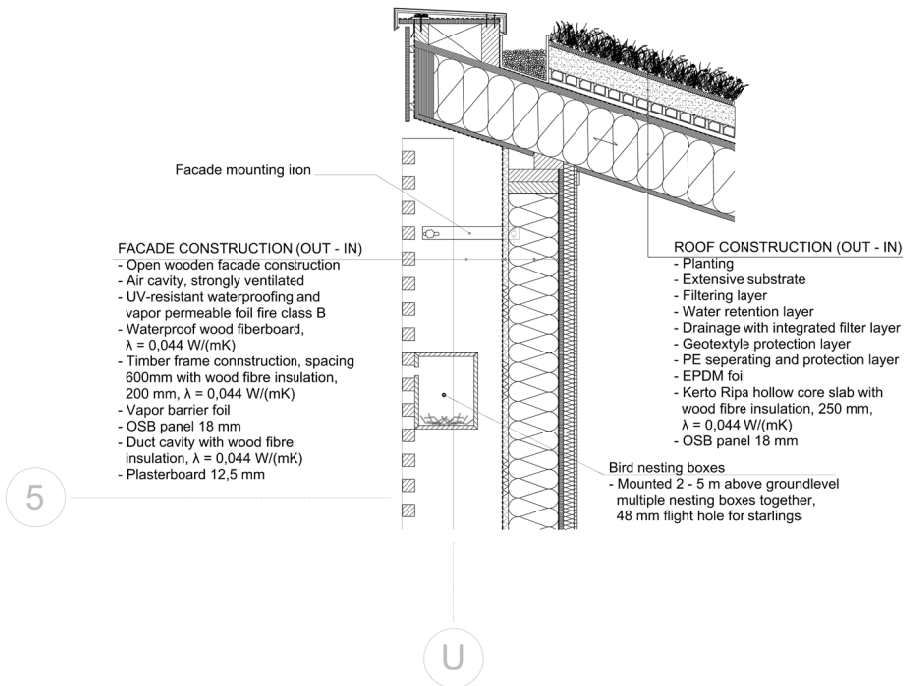 Facade mounting iron
FACADE CONSTRUCTION (OUT - IN)
- Open wooden facade construction
- Air cavity, strongly ventilated
- UV-resistant waterproofing and
vapor permeable foil fire class B
- Waterprcof wood fiberboard,
λ = 0,044 W/(mK)
- Timber frame connstruction, spacing
600mm with wood fibre insulation,
200 mm, λ = 0,044 W/(mK)
- Vapor barrier foil
- OSB panel 18 mm
- Duct cavity with wood fibre
insulation, λ = 0,044 W/(mK)
- Plasterboard 12,5 mm
ROOF CONSTRUCTION (OUT - IN)
- Planting
- Extensive substrate
- Filtering layer
- Water retention layer
- Drainage with integrated filter layer
- Geotextyle protection layer
- PE seperating and protection layer
- EPDM foi
- Kerto Ripa hollow core slab with
wood fibre insulation, 250 mm,
λ = 0,044 W/(mK)
- OSB panel 18 mm
Bird nesting boxes
- Mounted 2 - 5 m above groundlevel
multiple nesting boxes together,
48 mm flight hole for starlings
5
U